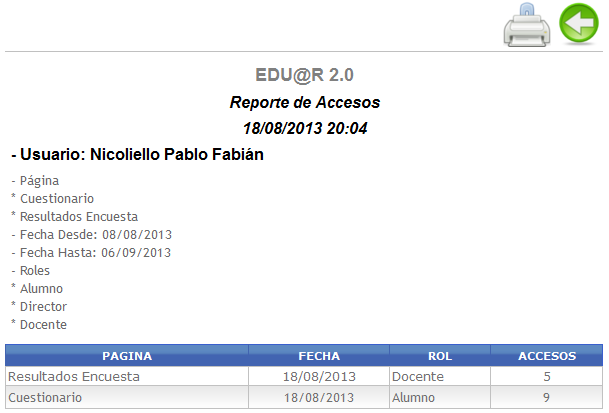 EDU@R 2.0
Reporte de Accesos
18/08/2013 20:04
- Usuario: Nicoliello Pablo Fabián
- Página
* Cuestionario
* Resultados Encuesta
- Fecha Desde: 08/08/2013
- Fecha Hasta: 06/09/2013
- Roles
* Alumno
* Director
* Docente
PAGINA FECHA ROL ACCESOS
Resultados Encuesta 18/08/2013 Docente 5
Cuestionario 18/08/2013 Alumno 9